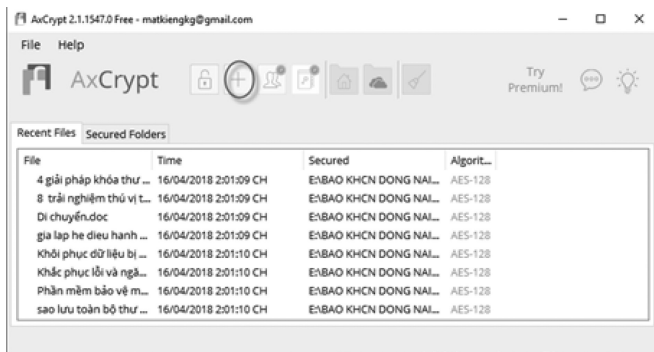 AxCrypt 2.1.1547.0 Free - matkiengkg@gmail.com
File Help
AxCrypt
Try
Premium!
Recent Files Secured Folders
File Time Secured Algorit...
4 giải pháp khóa thư ... 16/04/2018 2:01:09 CH E:\BAO KHCN DONG NAI... AES-128
8 trải nghiệm thú vị t... 16/04/2018 2:01:09 CH E:\BAO KHCN DONG NAI... AES-128
Di chuyển.doc 16/04/2018 2:01:09 CH E:\BAO KHCN DONG NAI... AES-128
gia lap he dieu hanh ... 16/04/2018 2:01:09 CH E:\BAO KHCN DONG NAI... AES-128
Khôi phục dữ liệu bị ... 16/04/2018 2:01:10 CH E:\BAO KHCN DONG NAI... AES-128
Khắc phục lỗi và ngă... 16/04/2018 2:01:10 CH E:\BAO KHCN DONG NAI... AES-128
Phần mềm bảo vệ m... 16/04/2018 2:01:10 CH E:\BAO KHCN DONG NAI... AES-128
sao lưu toàn bộ thư ... 16/04/2018 2:01:10 CH E:\BAO KHCN DONG NAI... AES-128